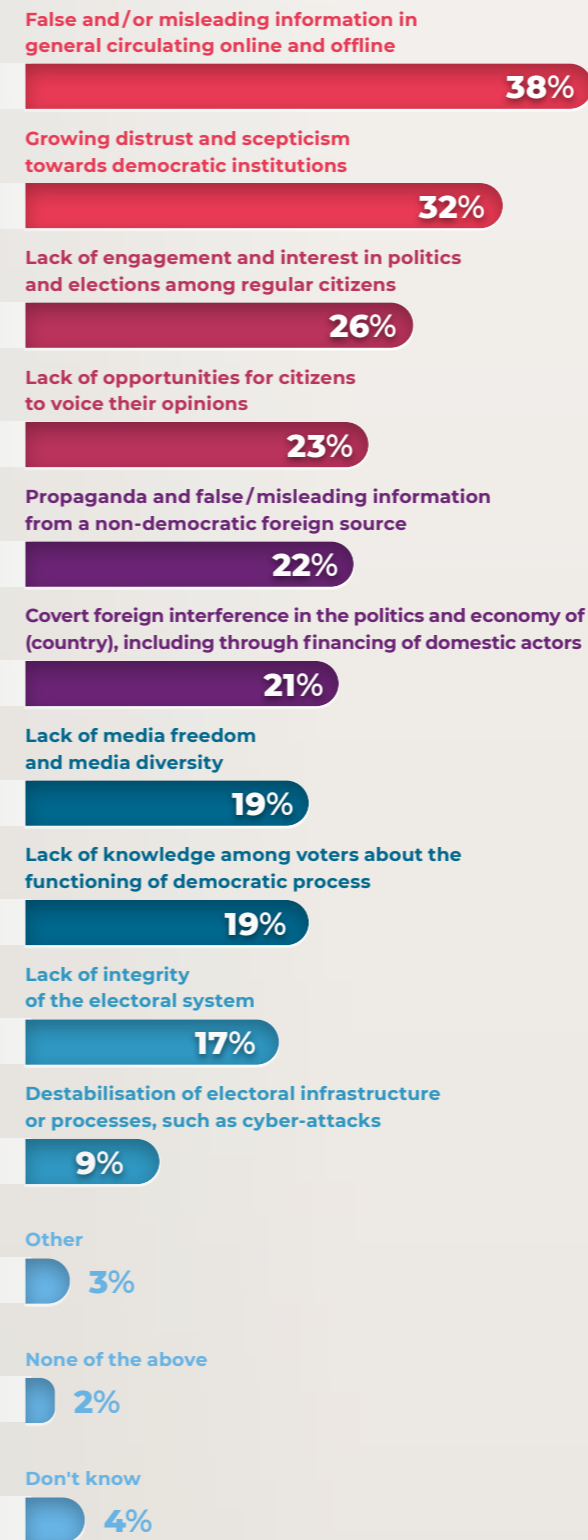 False and/or misleading information in
general circulating online and offline
38%
Growing distrust and scepticism
towards democratic institutions
32%
Lack of engagement and interest in politics
and elections among regular citizens
26%
Lack of opportunities for citizens
to voice their opinions
23%
Propaganda and false/misleading information
from a non-democratic foreign source
22%
Covert foreign interference in the politics and economy of
(country), including through financing of domestic actors
21%
Lack of media freedom
and media diversity
19%
Lack of knowledge among voters about the
functioning of democratic process
19%
Lack of integrity
of the electoral system
17%
Destabilisation of electoral infrastructure
or processes, such as cyber-attacks
9%
Other
3%
None of the above
2%
Don't know
4%